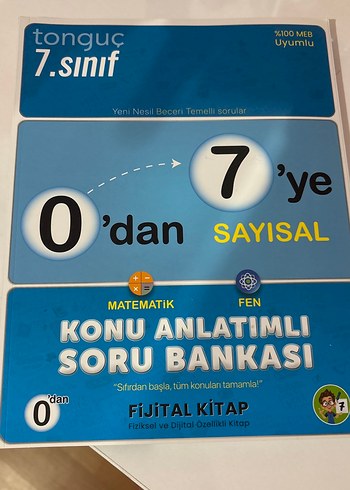 tonguç
7.sınıf
%100 MEB
Uyumlu
Yeni Nesil Beceri Temelli sorular
0'dan 7'ye
SAYISAL
MATEMATİK
FEN
KONU ANLATIMLI
SORU BANKASI
"Sıfırdan başla, tüm konuları tamamla!"
0'dan
FİJİTAL KİTAP
Fiziksel ve Dijital Özellikli Kitap
7